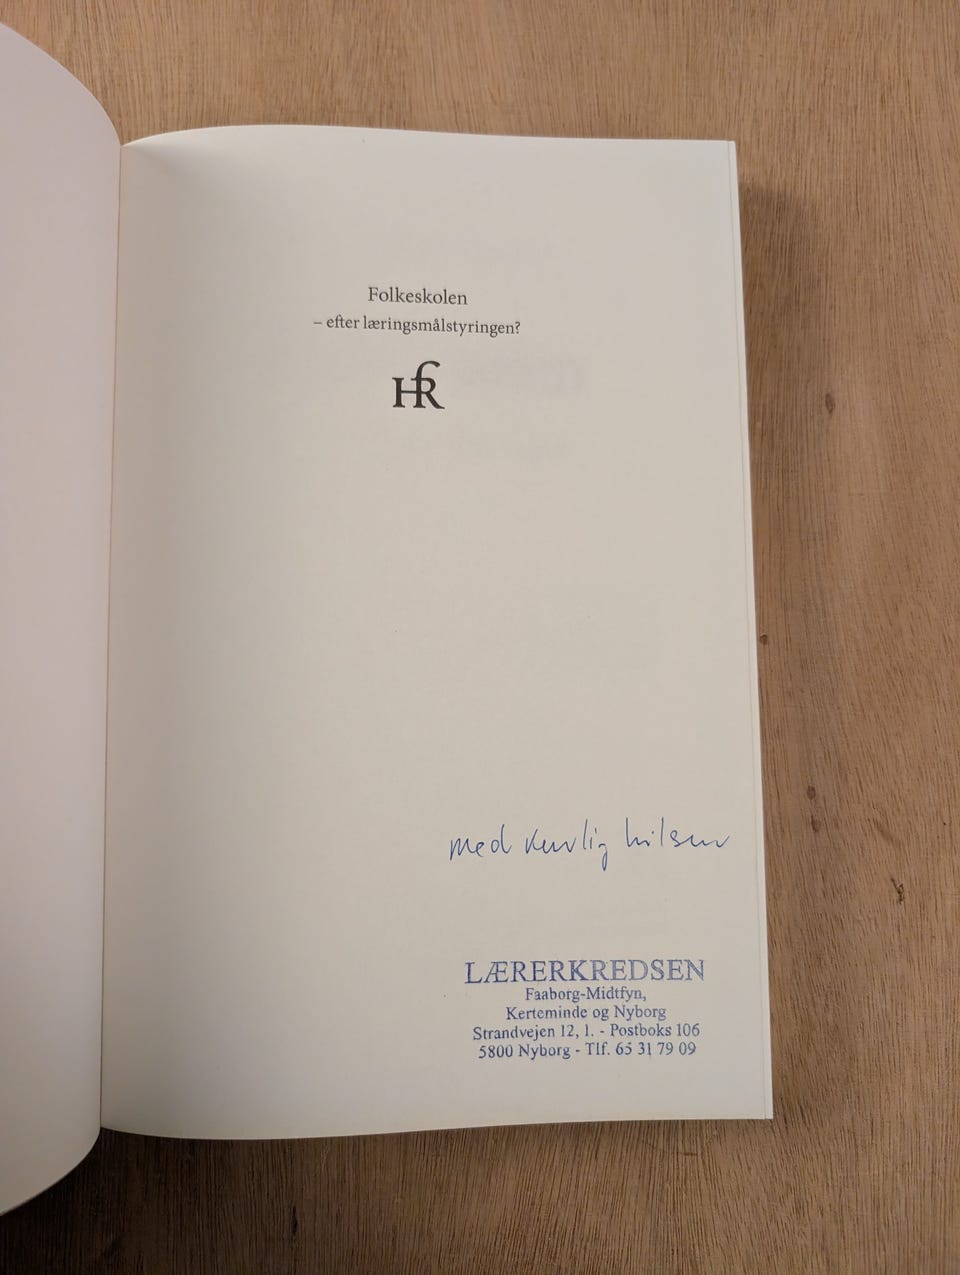 Folkeskolen
– efter læringsmålstyringen?
HfR
med venlig hilsen
LÆRERKREDSEN
Faaborg-Midtfyn,
Kerteminde og Nyborg
Strandvejen 12, 1. - Postboks 106
5800 Nyborg - Tlf. 65 31 79 09